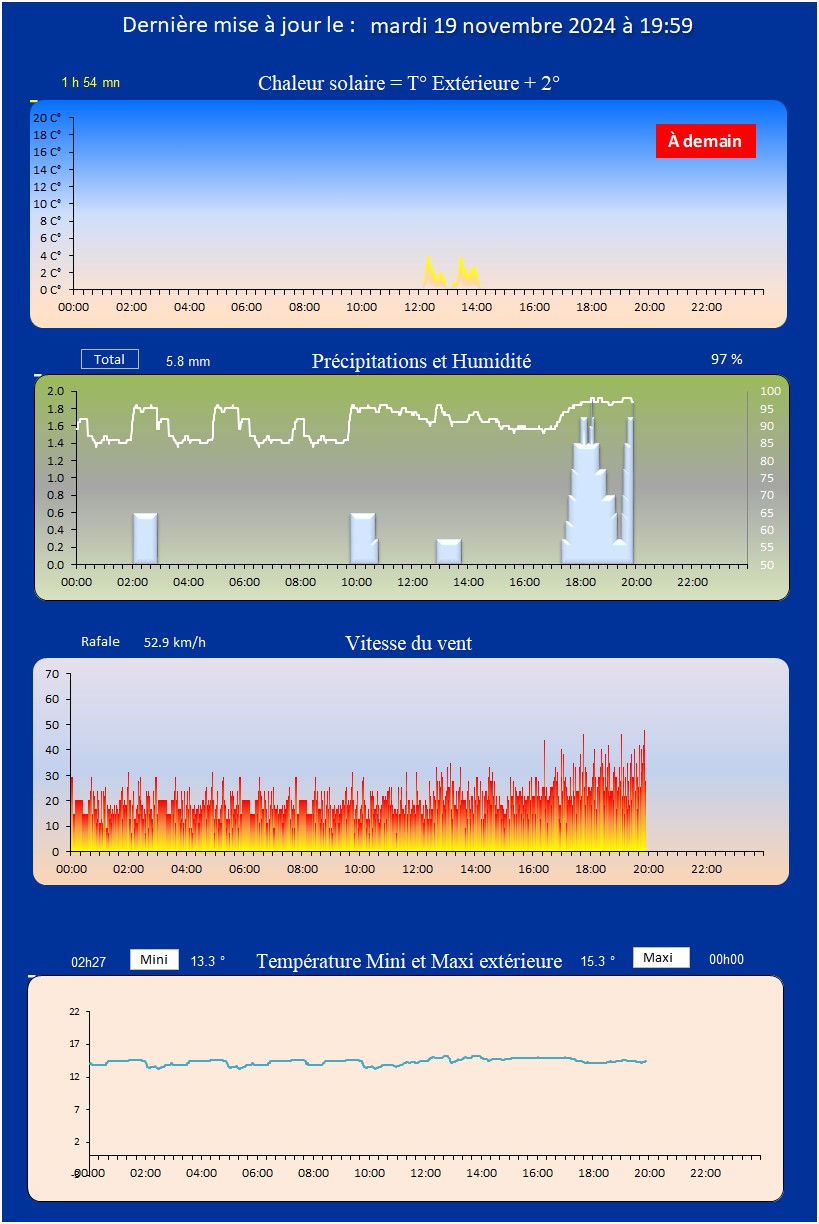 Dernière mise à jour le : mardi 19 novembre 2024 à 19:59
1 h 54 mn Chaleur solaire = T° Extérieure + 2°
À demain
20 C°
18 C°
16 C°
14 C°
12 C°
10 C°
8 C°
6 C°
4 C°
2 C°
0 C°
00:00 02:00 04:00 06:00 08:00 10:00 12:00 14:00 16:00 18:00 20:00 22:00
Total 5.8 mm Précipitations et Humidité 97 %
2.0 100
1.8 95
1.6 90
1.4 85
1.2 80
1.0 75
0.8 70
0.6 65
0.4 60
0.2 55
0.0 50
00:00 02:00 04:00 06:00 08:00 10:00 12:00 14:00 16:00 18:00 20:00 22:00
Rafale 52.9 km/h Vitesse du vent
70
60
50
40
30
20
10
0
00:00 02:00 04:00 06:00 08:00 10:00 12:00 14:00 16:00 18:00 20:00 22:00
02h27 Mini 13.3 ° Température Mini et Maxi extérieure 15.3 ° Maxi 00h00
22
17
12
7
2
-3
00:00 02:00 04:00 06:00 08:00 10:00 12:00 14:00 16:00 18:00 20:00 22:00